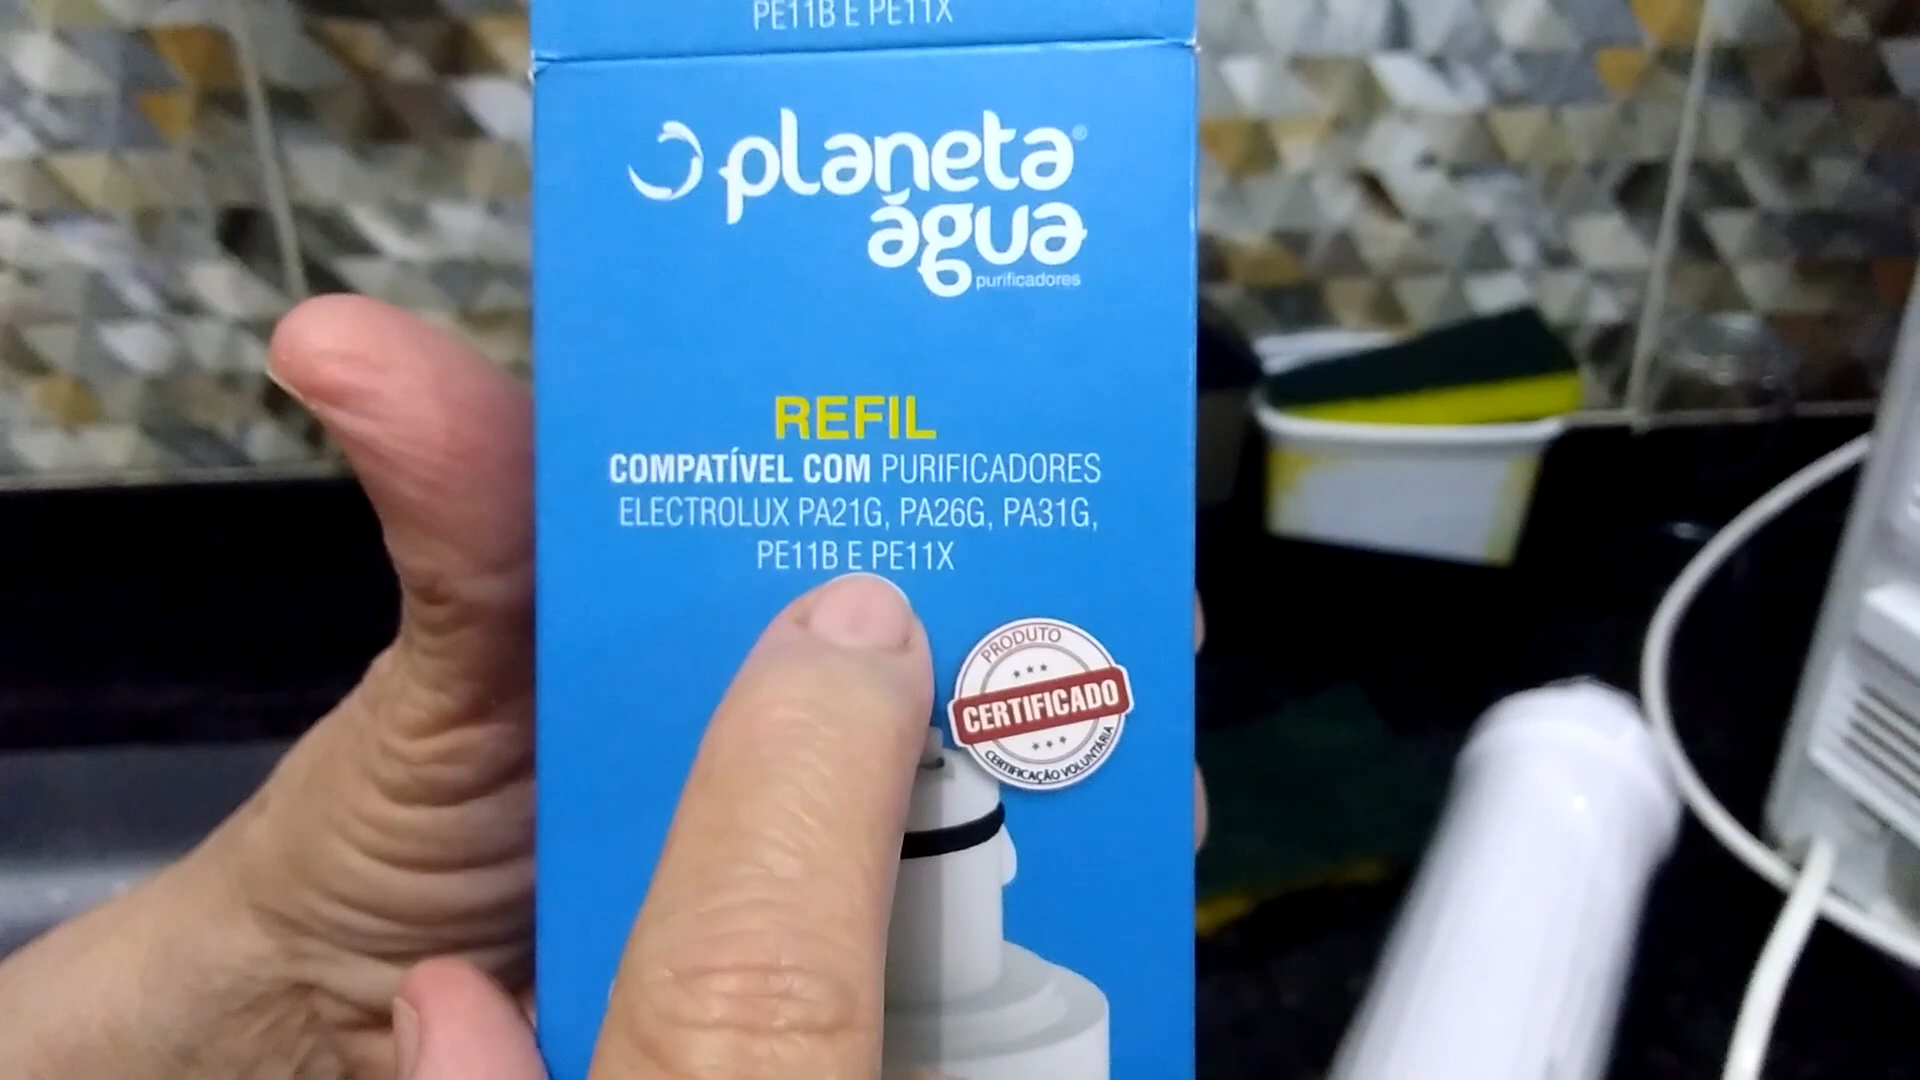 PE11B E PE11X
planeta®
água
purificadores
REFIL
COMPATÍVEL COM PURIFICADORES
ELECTROLUX PA21G, PA26G, PA31G,
PE11B E PE11X
PRODUTO
CERTIFICADO
CERTIFICAÇÃO VOLUNTÁRIA